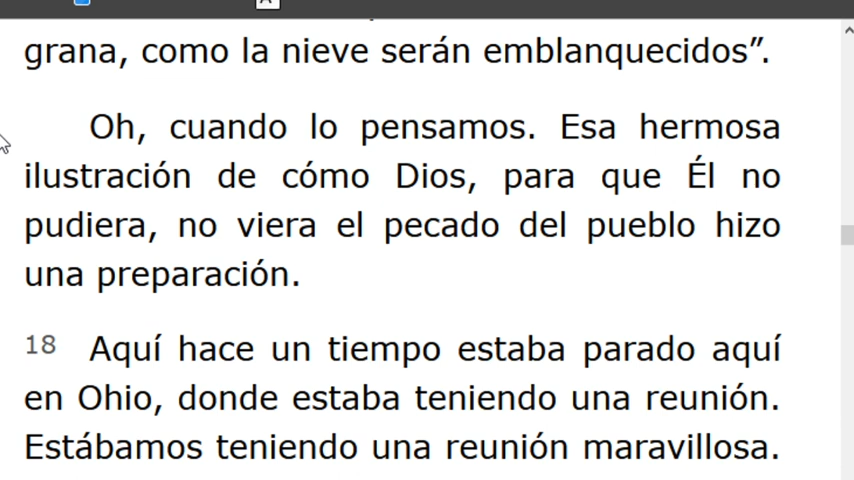 grana, como la nieve serán emblanquecidos”.
Oh, cuando lo pensamos. Esa hermosa
ilustración de cómo Dios, para que Él no
pudiera, no viera el pecado del pueblo hizo
una preparación.
18 Aquí hace un tiempo estaba parado aquí
en Ohio, donde estaba teniendo una reunión.
Estábamos teniendo una reunión maravillosa.